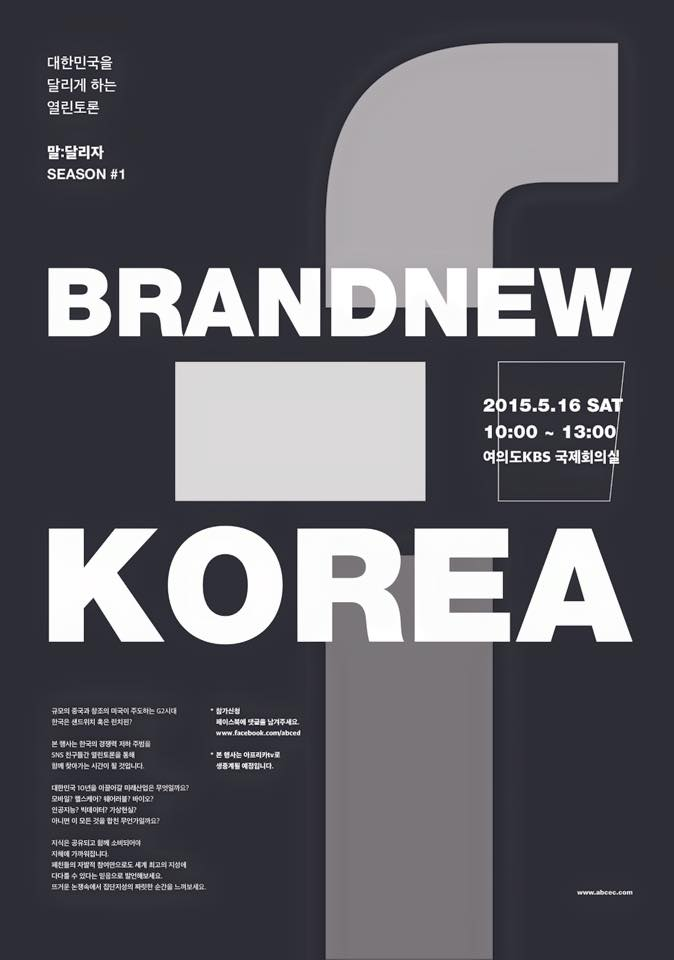 대한민국을
달리게 하는
열린토론
말:달리자
SEASON #1
BRANDNEW
2015.5.16 SAT
10:00 ~ 13:00
여의도KBS 국제회의실
KOREA
규모의 중국과 창조의 미국이 주도하는 G2시대
한국은 샌드위치 혹은 린치핀?
본 행사는 한국의 경쟁력 저하 주범을
SNS 친구들간 열린토론을 통해
함께 찾아가는 시간이 될 것입니다.
대한민국 10년을 이끌어갈 미래산업은 무엇일까요?
모바일? 헬스케어? 웨어러블? 바이오?
인공지능? 빅데이터? 가상현실?
아니면 이 모든 것을 합친 무언가일까요?
지식은 공유되고 함께 소비되어야
지혜에 가까워집니다.
페친들의 자발적 참여만으로도 세계 최고의 지성에
다다를 수 있다는 믿음으로 발언해보세요.
뜨거운 논쟁속에서 집단지성의 짜릿한 순간을 느껴보세요.
* 참가신청
페이스북에 댓글을 남겨주세요.
www.facebook.com/abced
* 본 행사는 아프리카tv로
생중계될 예정입니다.
www.abcec.com